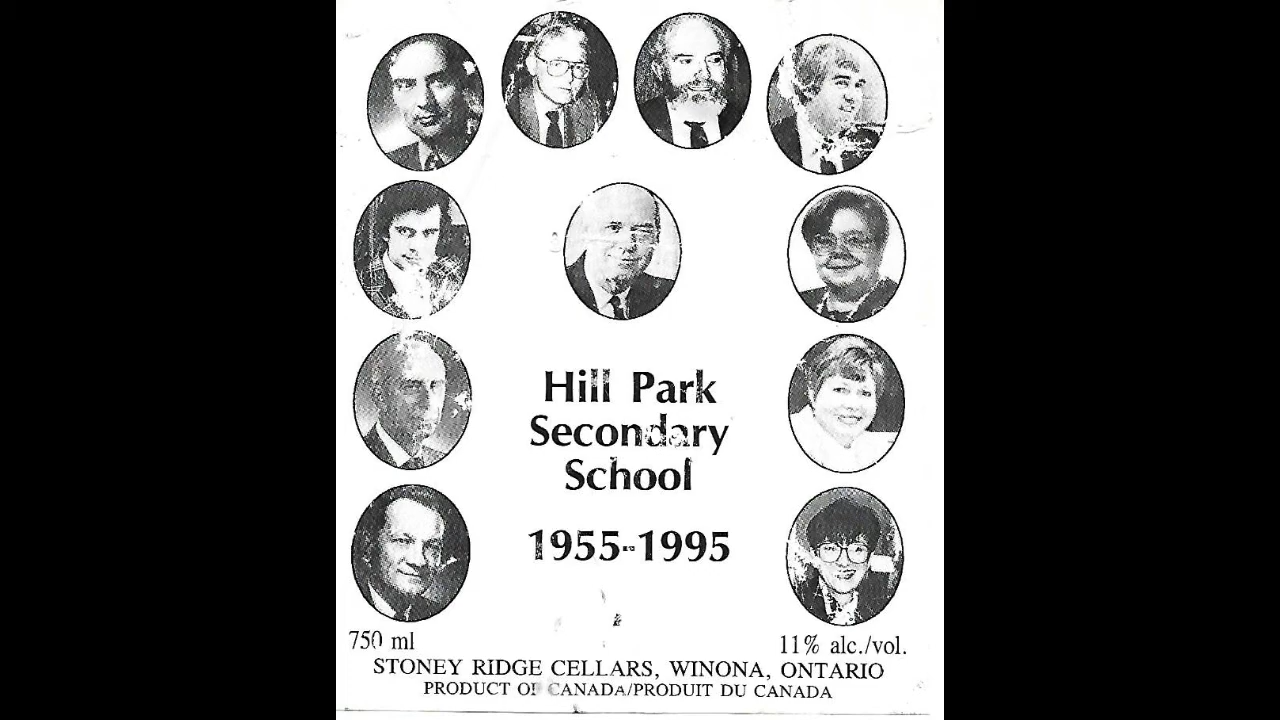 Hill Park
Secondary
School
1955-1995
750 ml
11% alc./vol.
STONEY RIDGE CELLARS, WINONA, ONTARIO
PRODUCT OF CANADA/PRODUIT DU CANADA